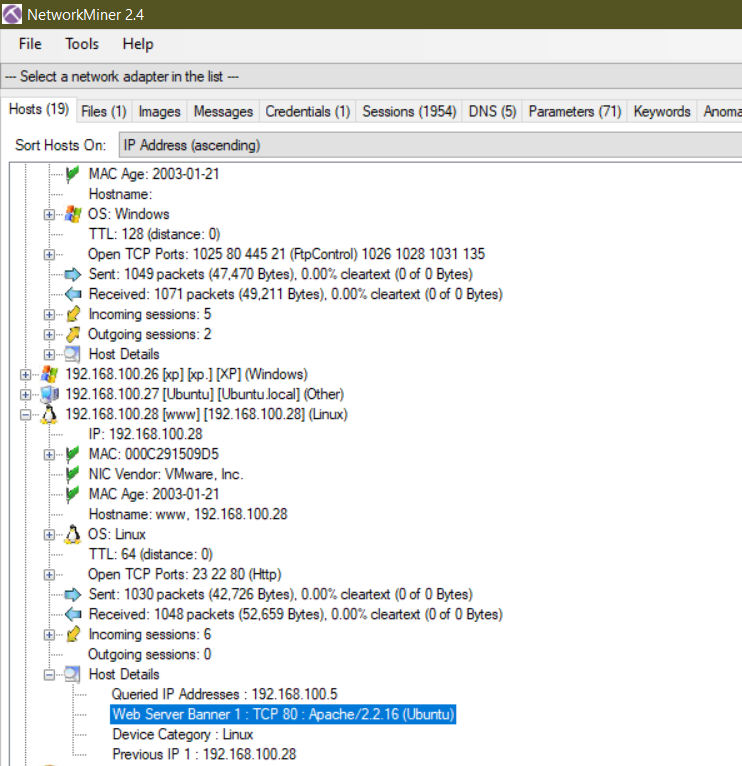 NetworkMiner 2.4
File Tools Help
--- Select a network adapter in the list ---
Hosts (19) Files (1) Images Messages Credentials (1) Sessions (1954) DNS (5) Parameters (71) Keywords Anoma
Sort Hosts On: IP Address (ascending)
MAC Age: 2003-01-21
Hostname:
OS: Windows
TTL: 128 (distance: 0)
Open TCP Ports: 1025 80 445 21 (FtpControl) 1026 1028 1031 135
Sent: 1049 packets (47,470 Bytes), 0.00% cleartext (0 of 0 Bytes)
Received: 1071 packets (49,211 Bytes), 0.00% cleartext (0 of 0 Bytes)
Incoming sessions: 5
Outgoing sessions: 2
Host Details
192.168.100.26 [xp] [xp.] [XP] (Windows)
192.168.100.27 [Ubuntu] [Ubuntu.local] (Other)
192.168.100.28 [www] [192.168.100.28] (Linux)
IP: 192.168.100.28
MAC: 000C291509D5
NIC Vendor: VMware, Inc.
MAC Age: 2003-01-21
Hostname: www, 192.168.100.28
OS: Linux
TTL: 64 (distance: 0)
Open TCP Ports: 23 22 80 (Http)
Sent: 1030 packets (42,726 Bytes), 0.00% cleartext (0 of 0 Bytes)
Received: 1048 packets (52,659 Bytes), 0.00% cleartext (0 of 0 Bytes)
Incoming sessions: 6
Outgoing sessions: 0
Host Details
Queried IP Addresses : 192.168.100.5
Web Server Banner 1 : TCP 80 : Apache/2.2.16 (Ubuntu)
Device Category : Linux
Previous IP 1 : 192.168.100.28